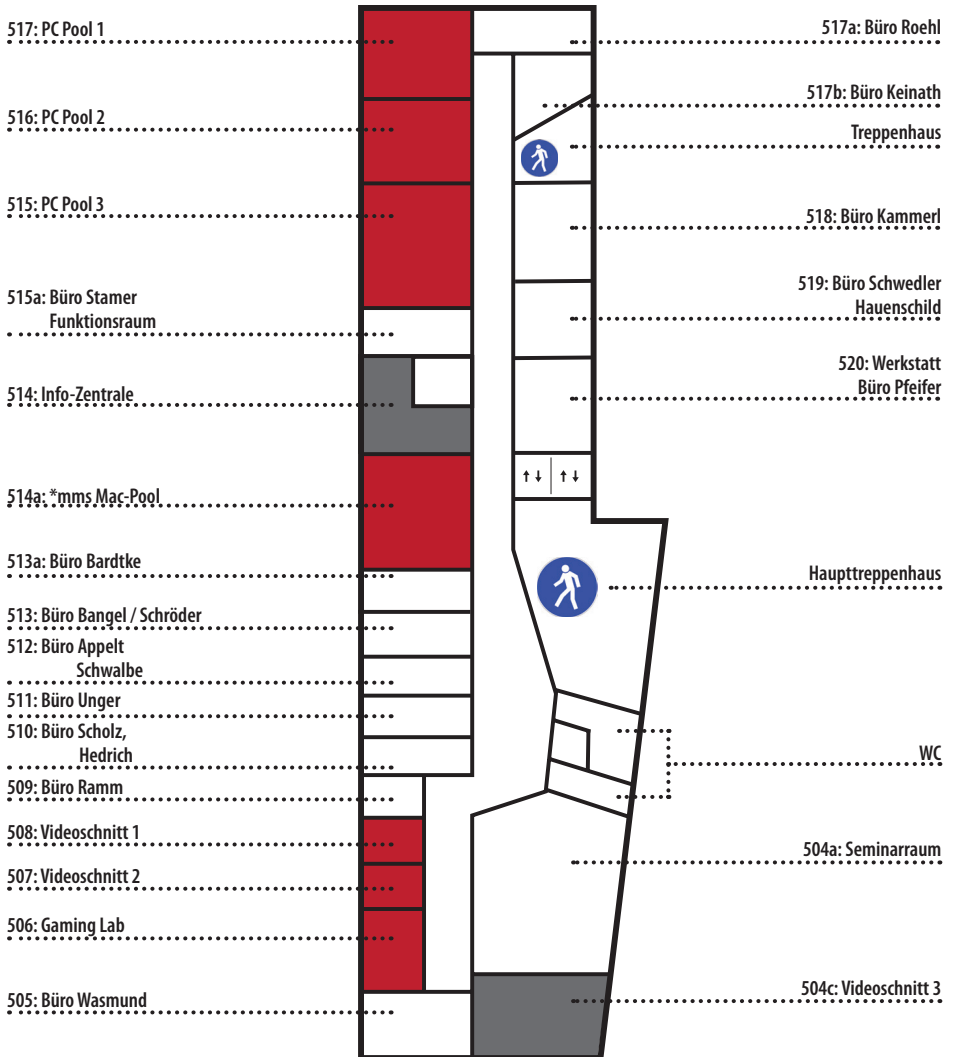 517: PC Pool 1
516: PC Pool 2
515: PC Pool 3
515a: Büro Stamer
Funktionsraum
514: Info-Zentrale
514a: *mms Mac-Pool
513a: Büro Bardtke
513: Büro Bangel / Schröder
512: Büro Appelt
Schwalbe
511: Büro Unger
510: Büro Scholz,
Hedrich
509: Büro Ramm
508: Videoschnitt 1
507: Videoschnitt 2
506: Gaming Lab
505: Büro Wasmund
517a: Büro Roehl
517b: Büro Keinath
Treppenhaus
518: Büro Kammerl
519: Büro Schwedler
Hauenschild
520: Werkstatt
Büro Pfeifer
Haupttreppenhaus
WC
504a: Seminarraum
504c: Videoschnitt 3